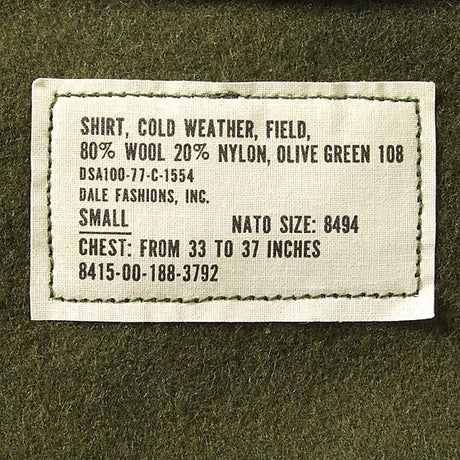 SHIRT, COLD WEATHER, FIELD,
80% WOOL 20% NYLON, OLIVE GREEN 108
DSA100-77-C-1554
DALE FASHIONS, INC.
SMALL NATO SIZE: 8494
CHEST: FROM 33 TO 37 INCHES
8415-00-188-3792